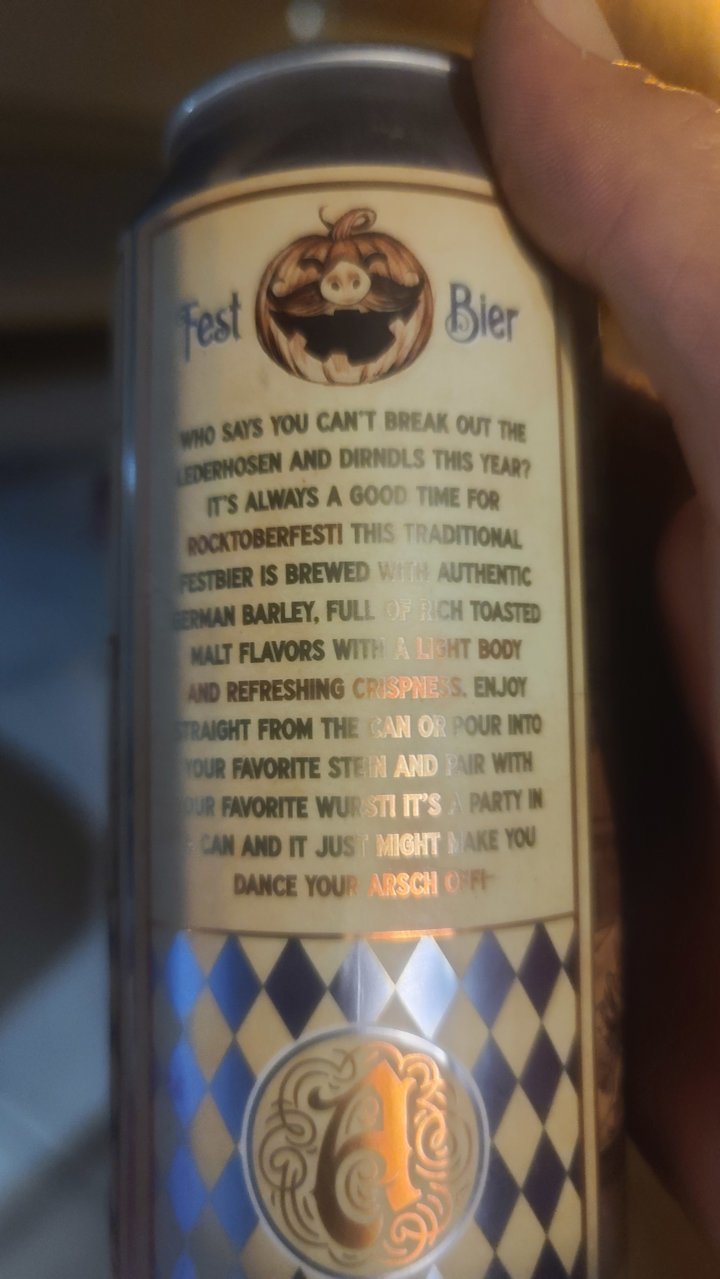 Fest Bier
WHO SAYS YOU CAN'T BREAK OUT THE
LEDERHOSEN AND DIRNDLS THIS YEAR?
IT'S ALWAYS A GOOD TIME FOR
ROCKTOBERFEST! THIS TRADITIONAL
FESTBIER IS BREWED WITH AUTHENTIC
GERMAN BARLEY, FULL OF RICH TOASTED
MALT FLAVORS WITH A LIGHT BODY
AND REFRESHING CRISPNESS. ENJOY
STRAIGHT FROM THE CAN OR POUR INTO
YOUR FAVORITE STEIN AND PAIR WITH
YOUR FAVORITE WURST! IT'S A PARTY IN
A CAN AND IT JUST MIGHT MAKE YOU
DANCE YOUR ARSCH OFF!
A